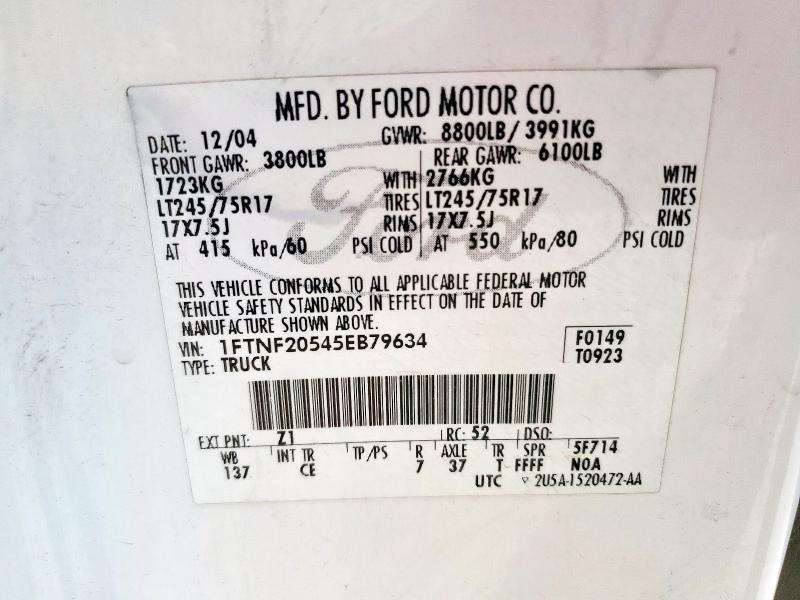 MFD. BY FORD MOTOR CO.
DATE: 12/04 GVWR: 8800LB / 3991KG
FRONT GAWR: 3800LB REAR GAWR: 6100LB
1723KG WITH 2766KG WITH
LT245/75R17 TIRES LT245/75R17 TIRES
17X7.5J RIMS 17X7.5J RIMS
AT 415 kPa/60 PSI COLD AT 550 kPa/80 PSI COLD
Ford
THIS VEHICLE CONFORMS TO ALL APPLICABLE FEDERAL MOTOR
VEHICLE SAFETY STANDARDS IN EFFECT ON THE DATE OF
MANUFACTURE SHOWN ABOVE.
VIN: 1FTNF20545EB79634 F0149
TYPE: TRUCK T0923
EXT PNT: Z1 RC: 52 DSO:
WB INT TR TP/PS R AXLE TR SPR 5F714
137 CE 7 37 T FFFF N0A
UTC ▽ 2U5A-1520472-AA